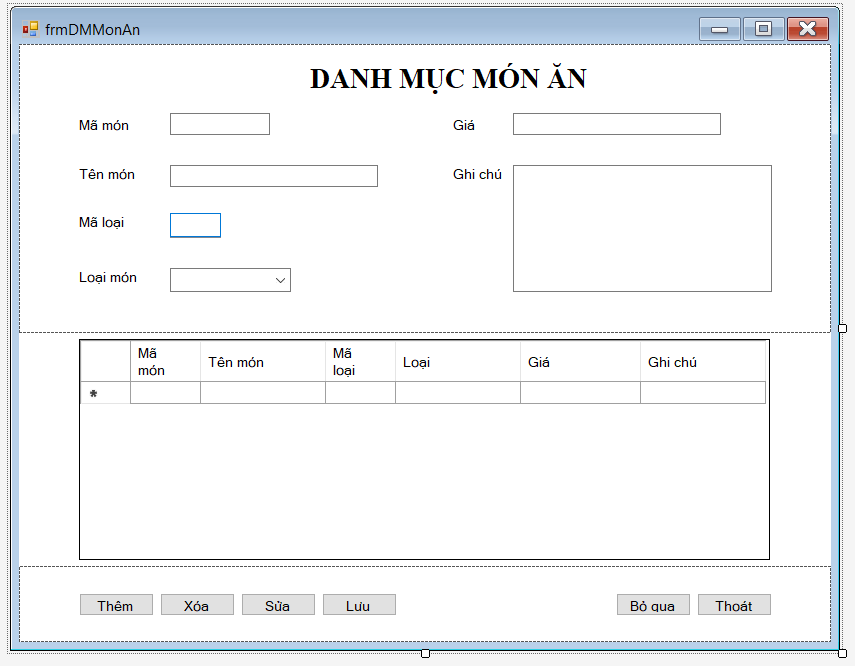 frmDMMonAn
DANH MỤC MÓN ĂN
Mã món
Giá
Tên món
Ghi chú
Mã loại
Loại món
Mã món
Tên món
Mã loại
Loại
Giá
Ghi chú
*
Thêm
Xóa
Sửa
Lưu
Bỏ qua
Thoát